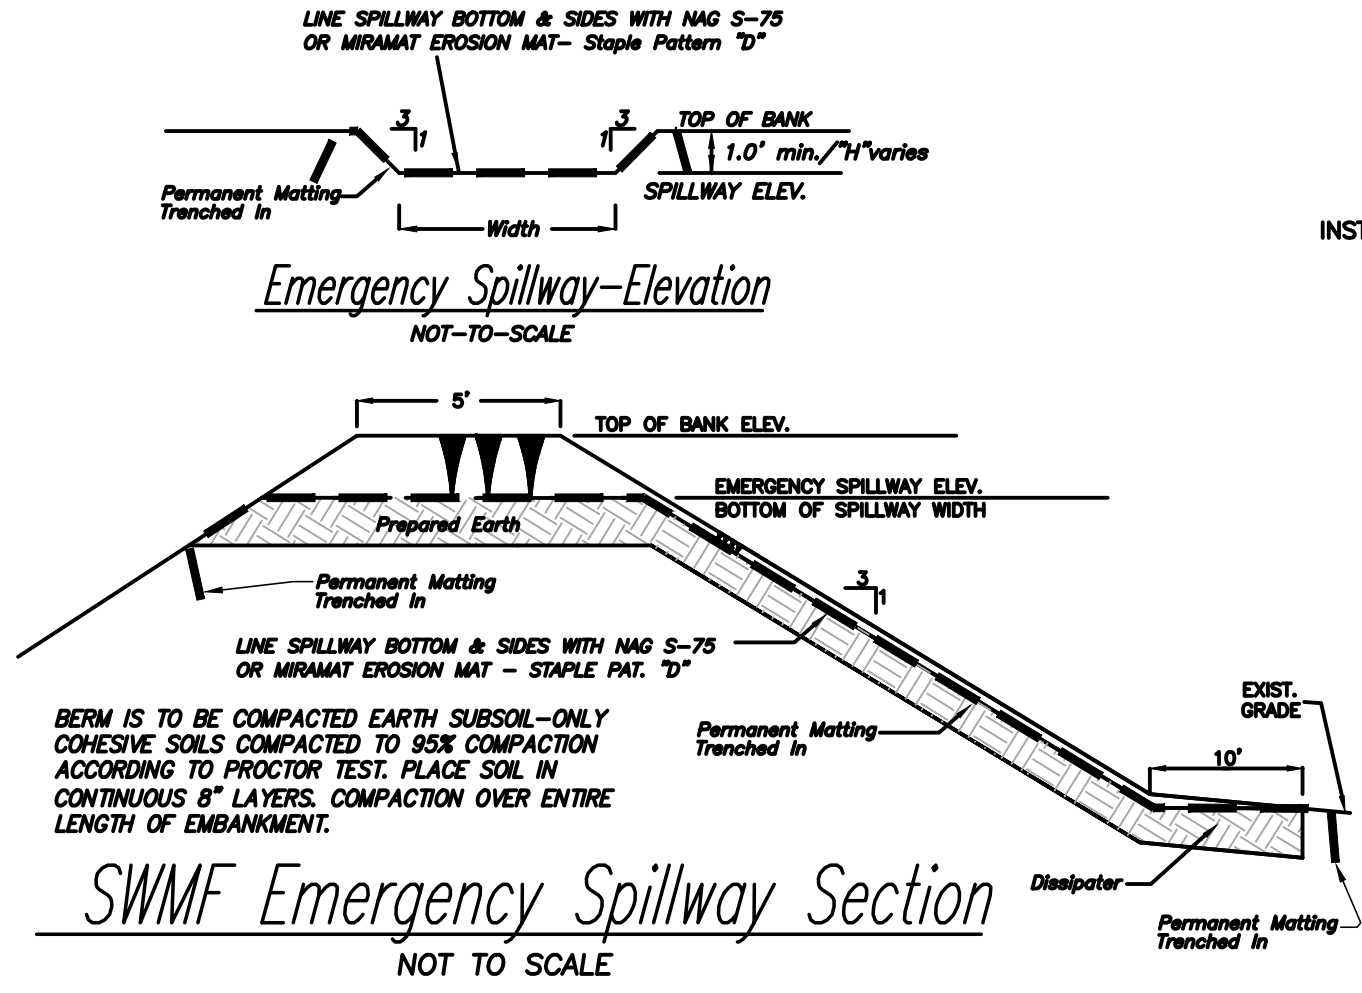 LINE SPILLWAY BOTTOM & SIDES WITH NAG S-75
OR MIRAMAT EROSION MAT- Staple Pattern "D"
3
1
3
1
TOP OF BANK
1.0' min./"H"varies
SPILLWAY ELEV.
Permanent Matting
Trenched In
Width
INST
Emergency Spillway-Elevation
NOT-TO-SCALE
5'
TOP OF BANK ELEV.
EMERGENCY SPILLWAY ELEV.
BOTTOM OF SPILLWAY WIDTH
Prepared Earth
Permanent Matting
Trenched In
3
1
LINE SPILLWAY BOTTOM & SIDES WITH NAG S-75
OR MIRAMAT EROSION MAT - STAPLE PAT. "D"
EXIST.
GRADE
BERM IS TO BE COMPACTED EARTH SUBSOIL-ONLY
COHESIVE SOILS COMPACTED TO 95% COMPACTION
ACCORDING TO PROCTOR TEST. PLACE SOIL IN
CONTINUOUS 8" LAYERS. COMPACTION OVER ENTIRE
LENGTH OF EMBANKMENT.
Permanent Matting
Trenched In
10'
Dissipater
Permanent Matting
Trenched In
SWMF Emergency Spillway Section
NOT TO SCALE